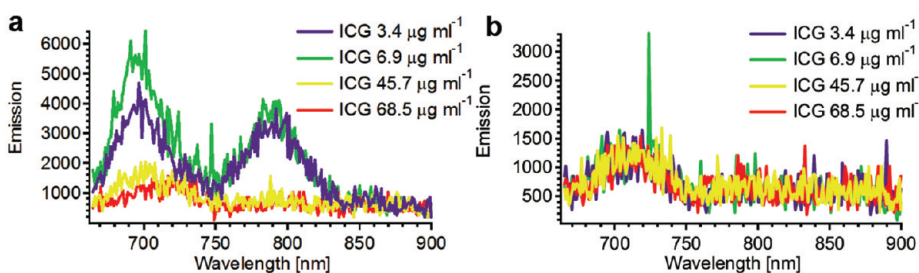 a
6000
5000
4000
3000
2000
1000
Emission
700
750
800
850
900
Wavelength [nm]
ICG 3.4 µg ml⁻¹
ICG 6.9 µg ml⁻¹
ICG 45.7 µg ml⁻¹
ICG 68.5 µg ml⁻¹
b
3000
2500
2000
1500
1000
500
Emission
700
750
800
850
900
Wavelength [nm]
ICG 3.4 µg ml⁻¹
ICG 6.9 µg ml⁻¹
ICG 45.7 µg ml⁻
ICG 68.5 µg ml⁻